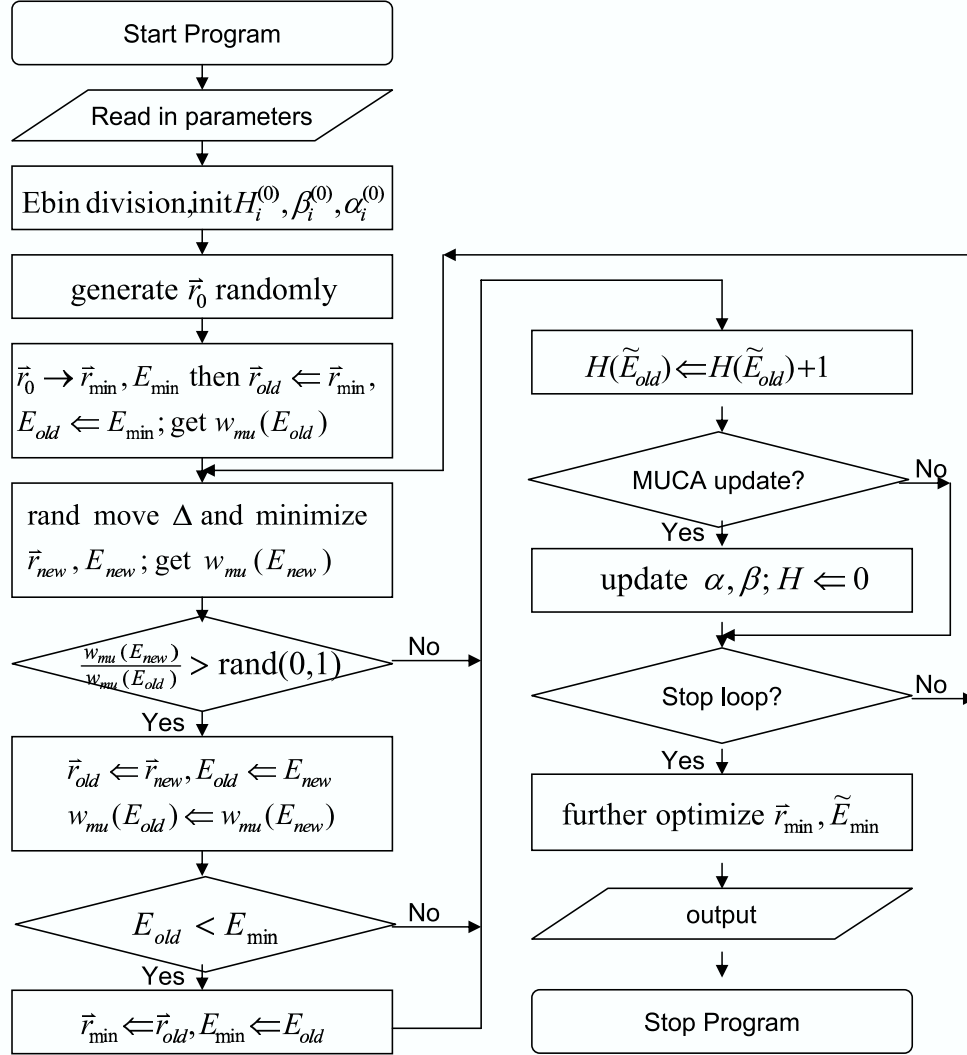 Start Program
Read in parameters
Ebin division,init H_i^(0), β_i^(0), α_i^(0)
generate r⃗_0 randomly
r⃗_0 → r⃗_min, E_min then r⃗_old ⇐ r⃗_min,
E_old ⇐ E_min; get w_mu(E_old)
rand move Δ and minimize
r⃗_new, E_new; get w_mu(E_new)
w_mu(E_new)/w_mu(E_old) > rand(0,1)
No
Yes
r⃗_old ⇐ r⃗_new, E_old ⇐ E_new
w_mu(E_old) ⇐ w_mu(E_new)
E_old < E_min
No
Yes
r⃗_min ⇐ r⃗_old, E_min ⇐ E_old
H(Ẽ_old) ⇐ H(Ẽ_old)+1
MUCA update?
No
Yes
update α, β; H ⇐ 0
Stop loop?
No
Yes
further optimize r⃗_min, Ẽ_min
output
Stop Program